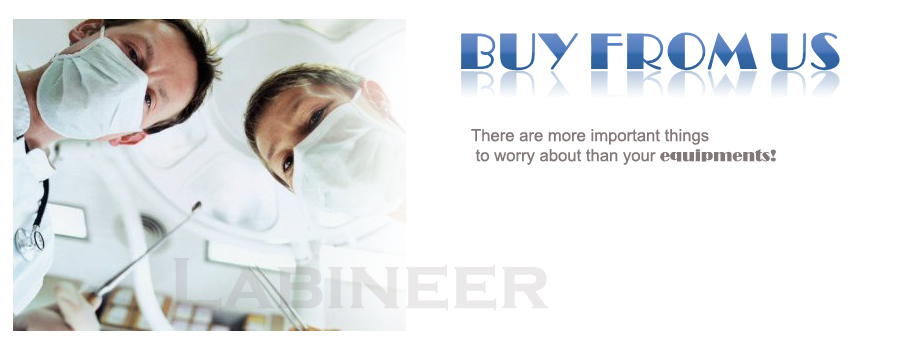 BUY FROM US
There are more important things
to worry about than your equipments!
LABINEER